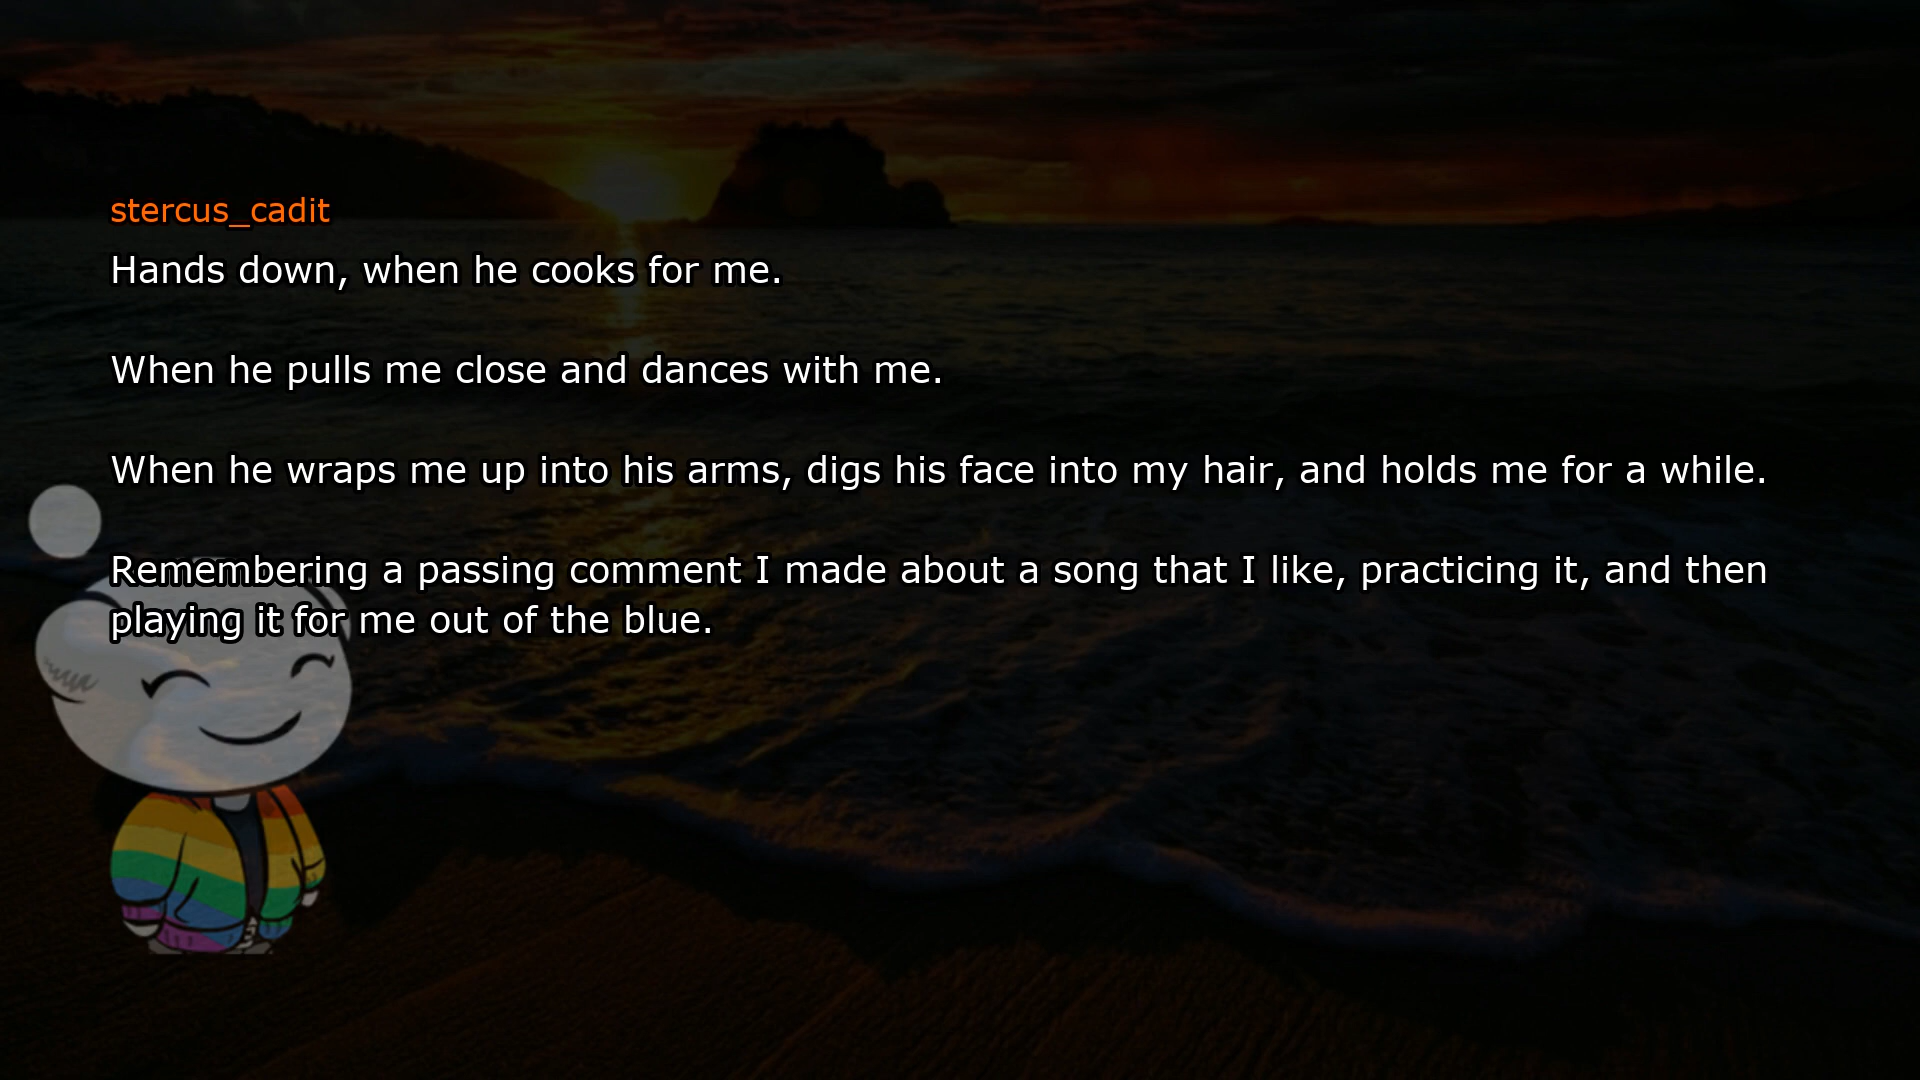 stercus_cadit
Hands down, when he cooks for me.
When he pulls me close and dances with me.
When he wraps me up into his arms, digs his face into my hair, and holds me for a while.
Remembering a passing comment I made about a song that I like, practicing it, and then
playing it for me out of the blue.